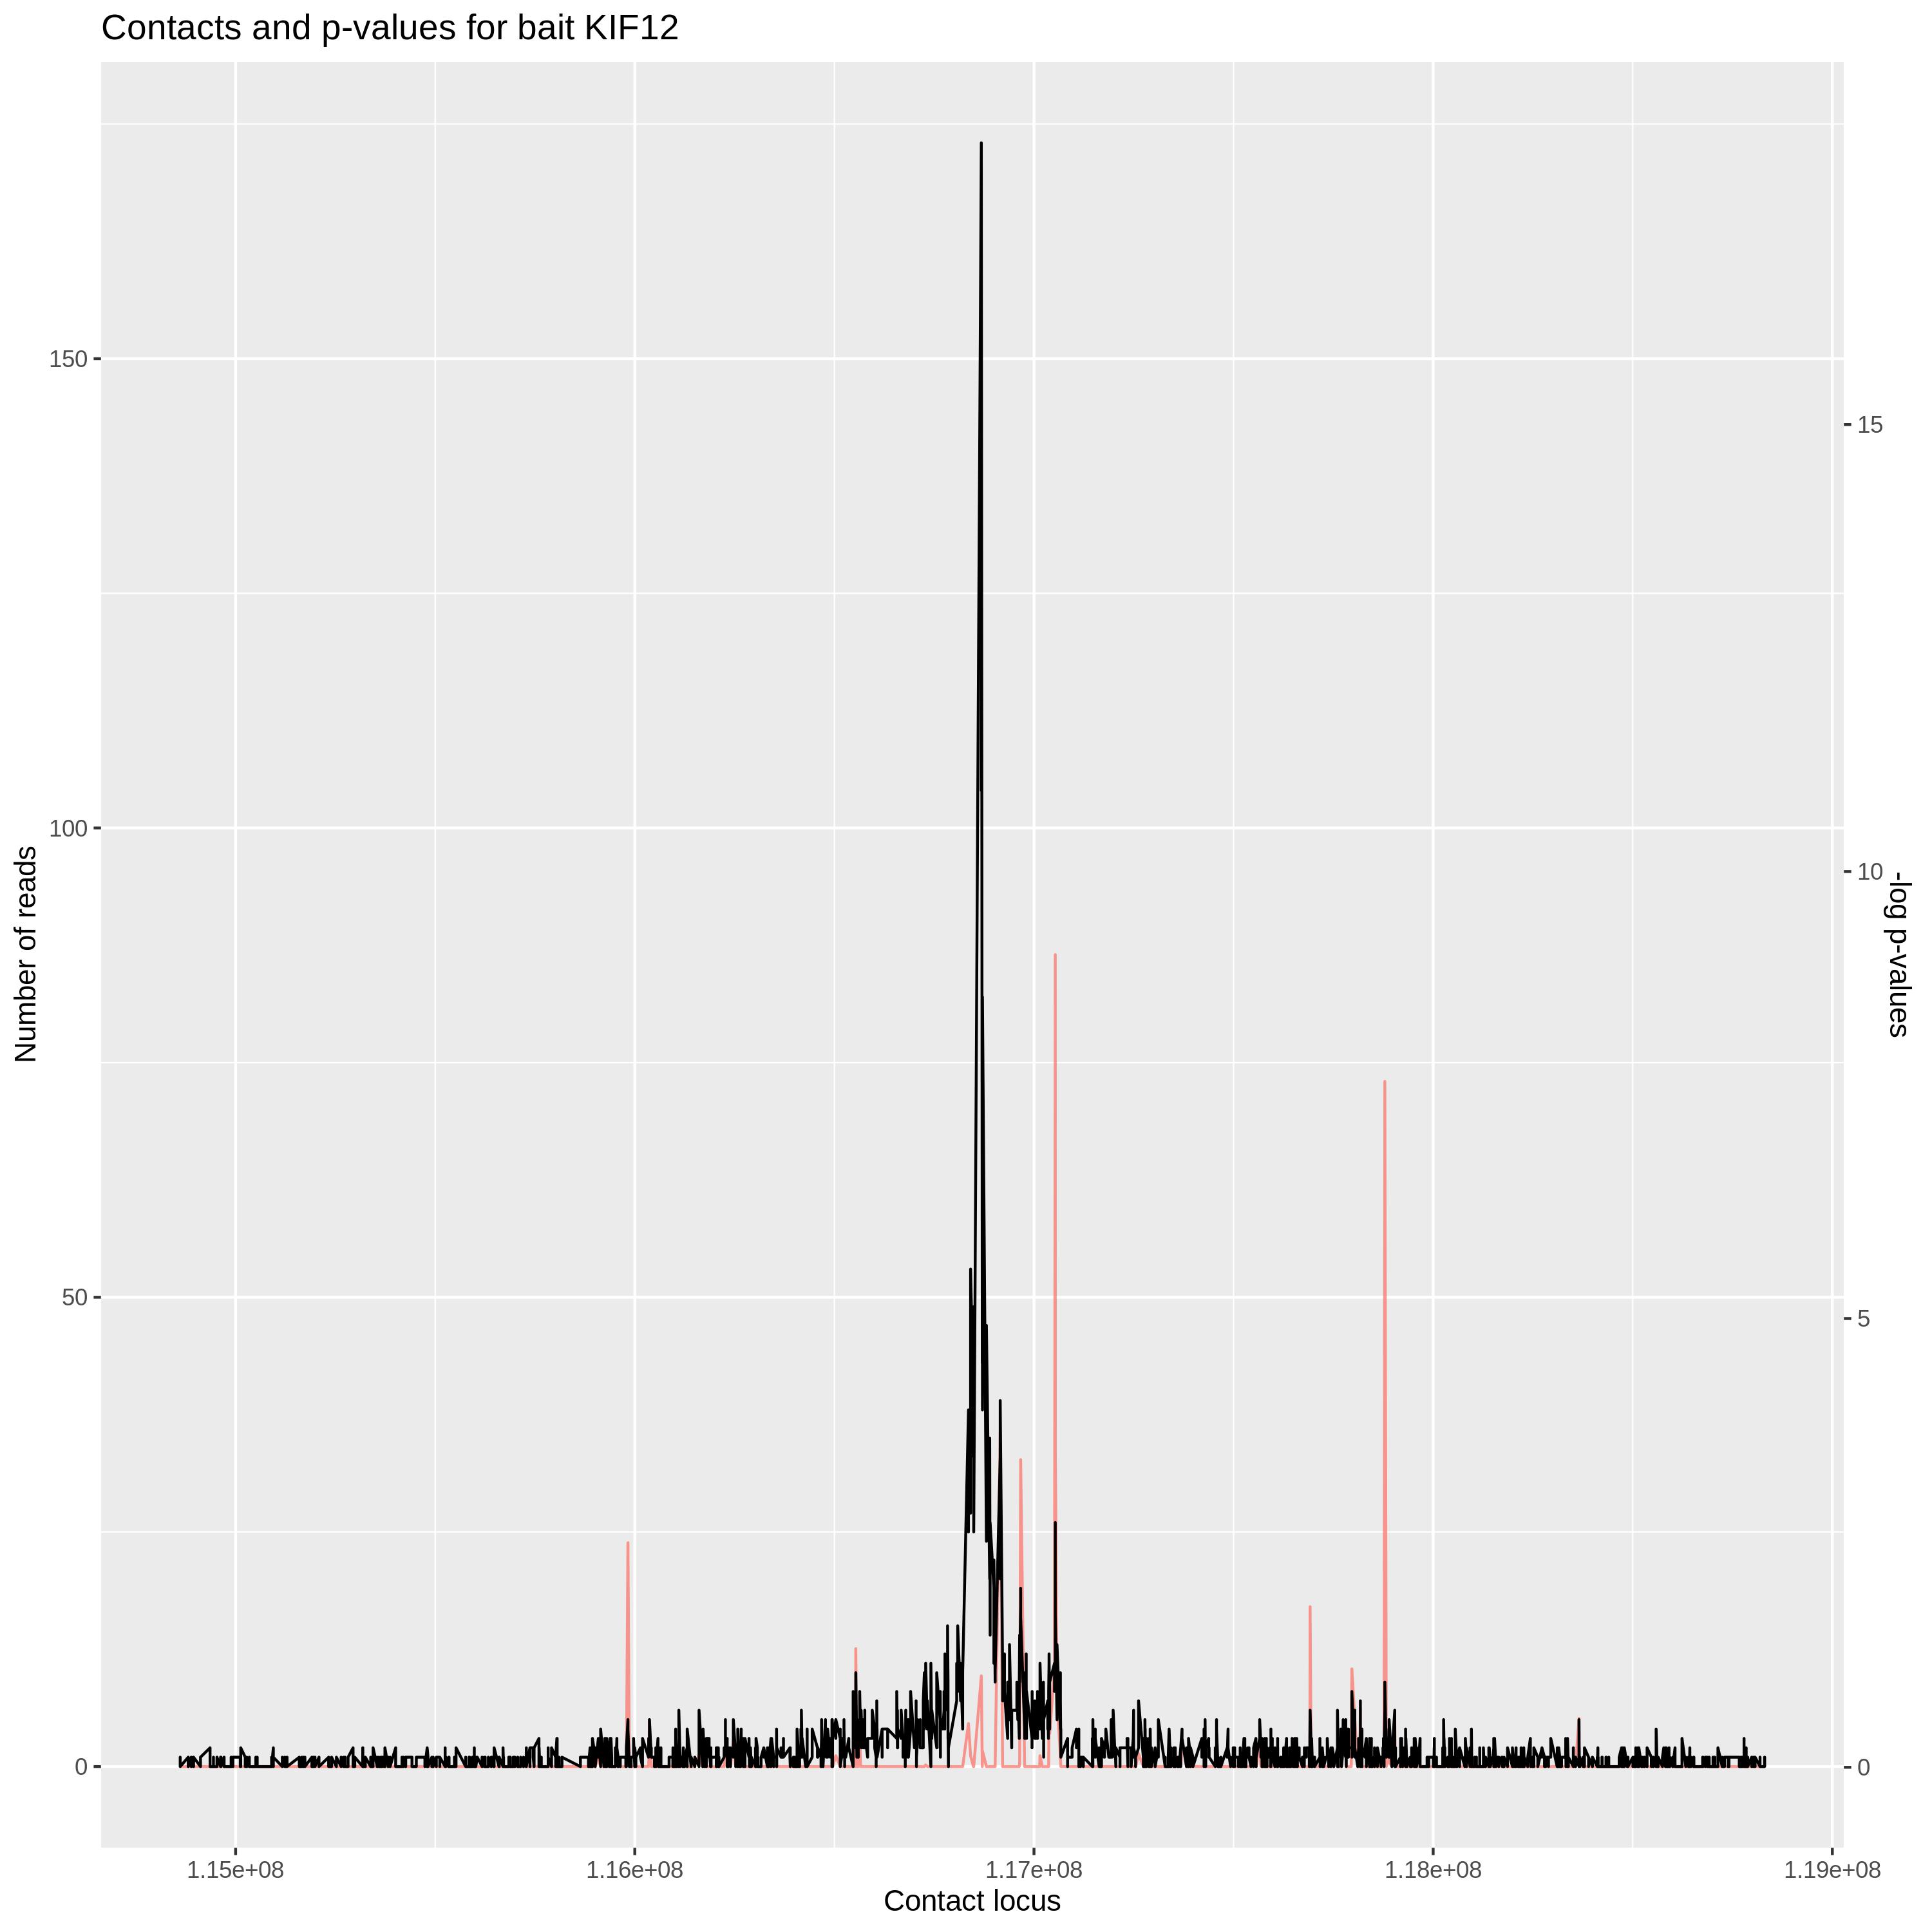 Contacts and p-values for bait KIF12
Number of reads
150
100
50
0
15
10
5
0
-log p-values
1.15e+08
1.16e+08
1.17e+08
1.18e+08
1.19e+08
Contact locus